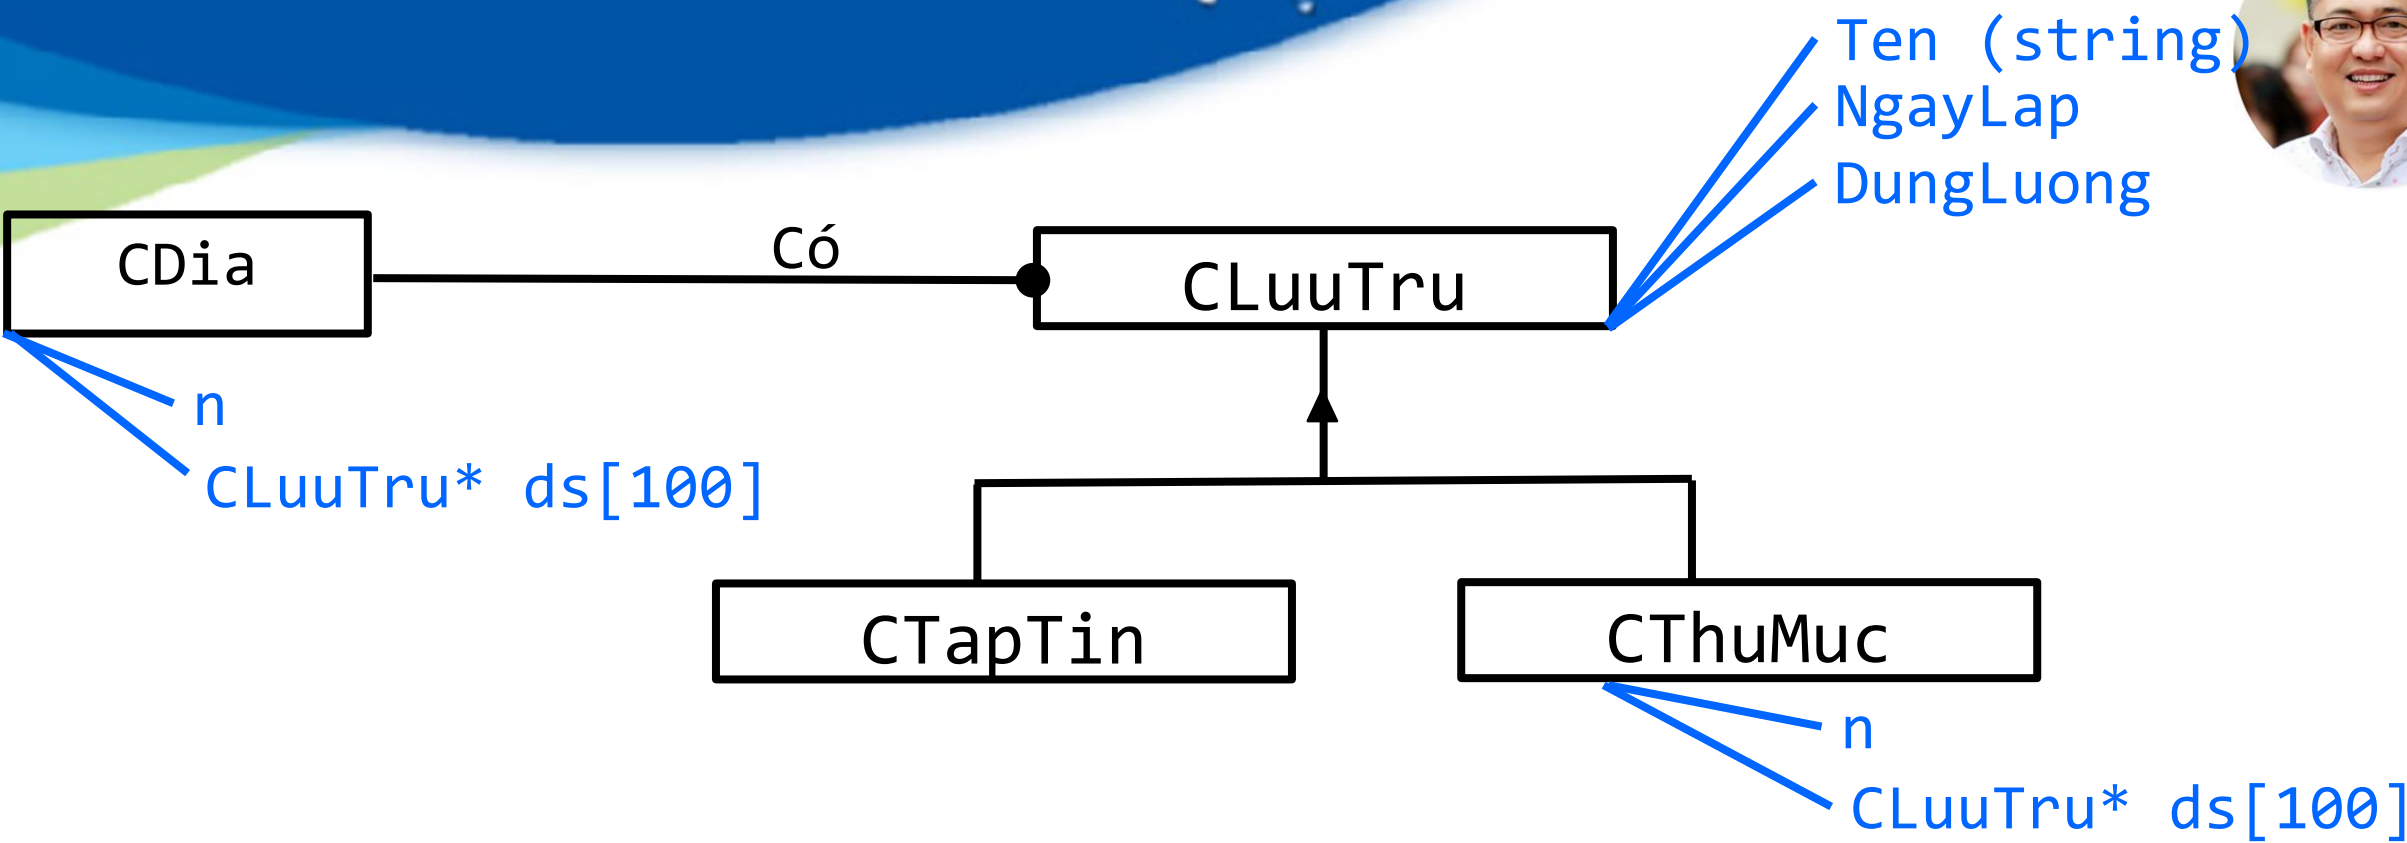 Ten (string)
NgayLap
DungLuong
CDia
Có
CLuuTru
n
CLuuTru* ds[100]
CTapTin
CThuMuc
n
CLuuTru* ds[100]